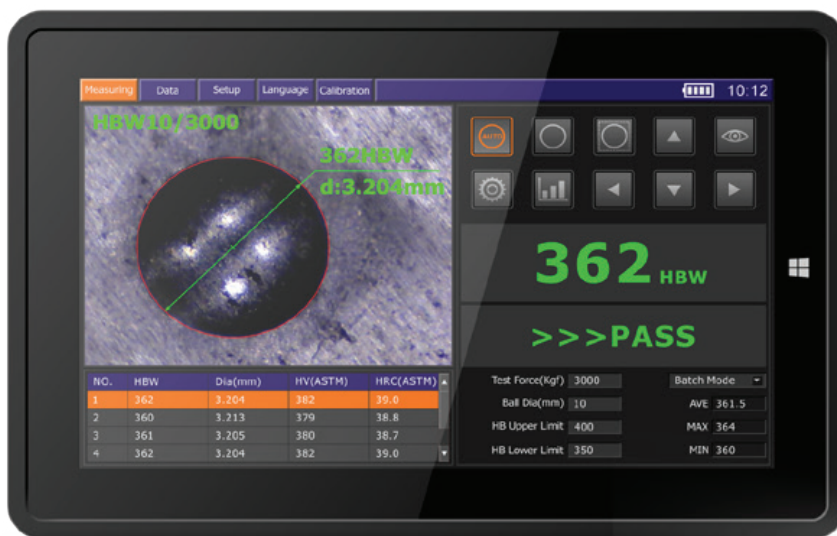 Measuring Data Setup Language Calibration 10:12
HBW10/3000
362HBW
d:3.204mm
AUTO
362 HBW
>>>PASS
NO. HBW Dia(mm) HV(ASTM) HRC(ASTM)
1 362 3.204 382 39.0
2 360 3.213 379 38.8
3 361 3.205 380 38.7
4 362 3.204 382 39.0
Test Force(Kgf) 3000 Batch Mode
Ball Dia(mm) 10 AVE 361.5
HB Upper Limit 400 MAX 364
HB Lower Limit 350 MIN 360